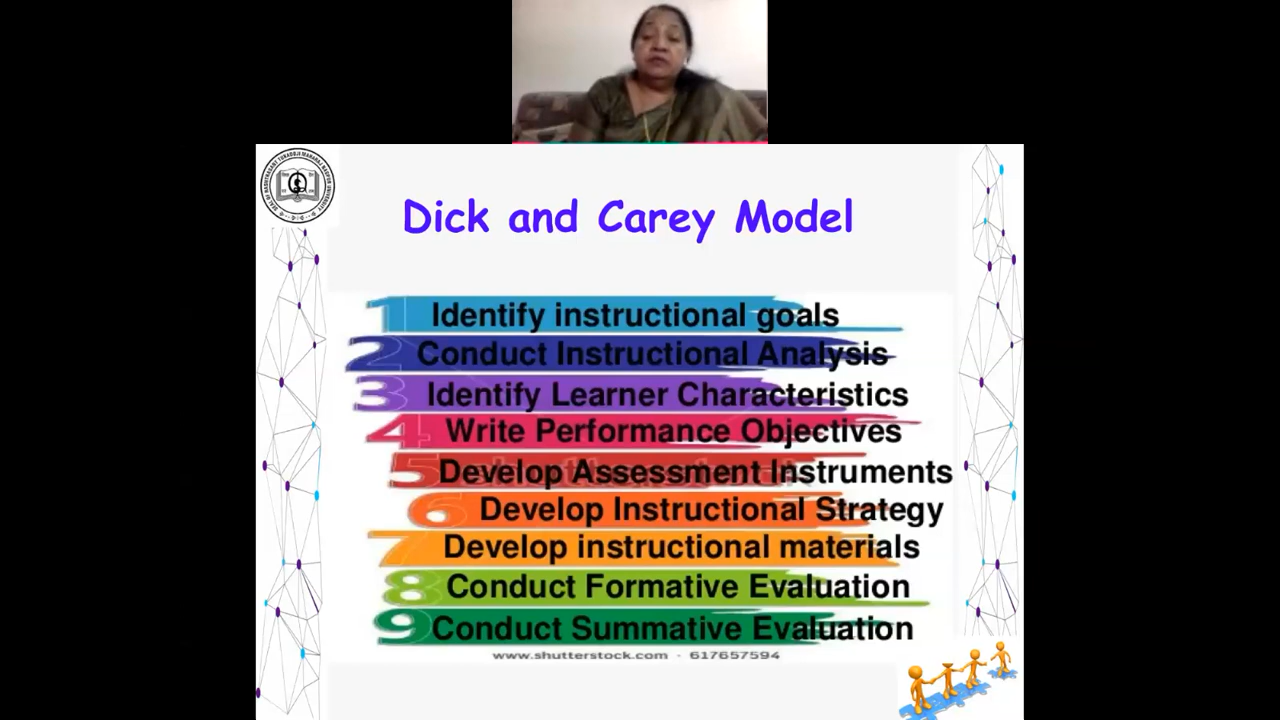 Dick and Carey Model
1 Identify instructional goals
2 Conduct Instructional Analysis
3 Identify Learner Characteristics
4 Write Performance Objectives
5 Develop Assessment Instruments
6 Develop Instructional Strategy
7 Develop instructional materials
8 Conduct Formative Evaluation
9 Conduct Summative Evaluation
www.shutterstock.com · 617657594